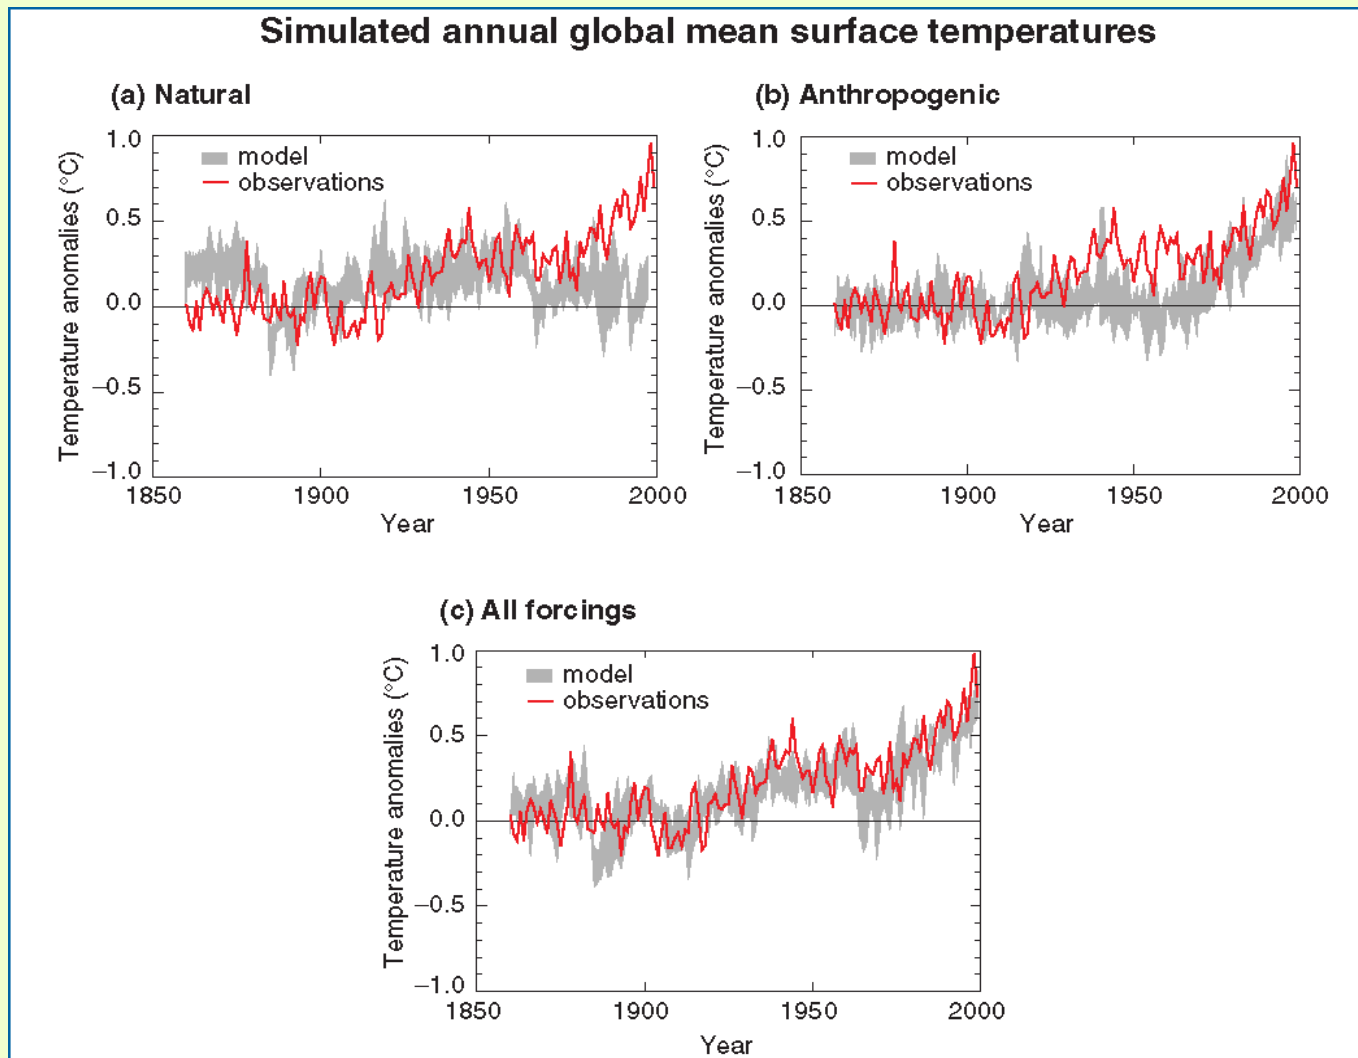 Simulated annual global mean surface temperatures
(a) Natural
Temperature anomalies (°C)
1.0
0.5
0.0
−0.5
−1.0
model
observations
1850
1900
1950
2000
Year
(b) Anthropogenic
Temperature anomalies (°C)
1.0
0.5
0.0
−0.5
−1.0
model
observations
1850
1900
1950
2000
Year
(c) All forcings
Temperature anomalies (°C)
1.0
0.5
0.0
−0.5
−1.0
model
observations
1850
1900
1950
2000
Year